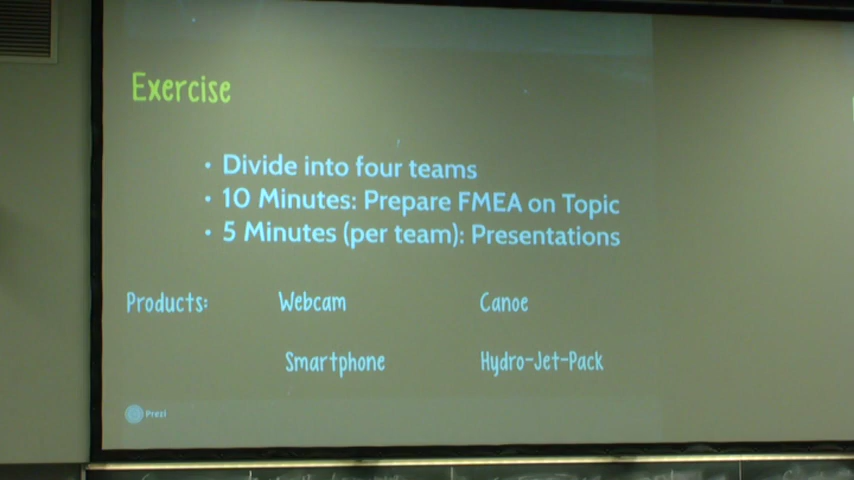 Exercise
• Divide into four teams
• 10 Minutes: Prepare FMEA on Topic
• 5 Minutes (per team): Presentations
Products: Webcam Canoe
Smartphone Hydro-Jet-Pack
Prezi